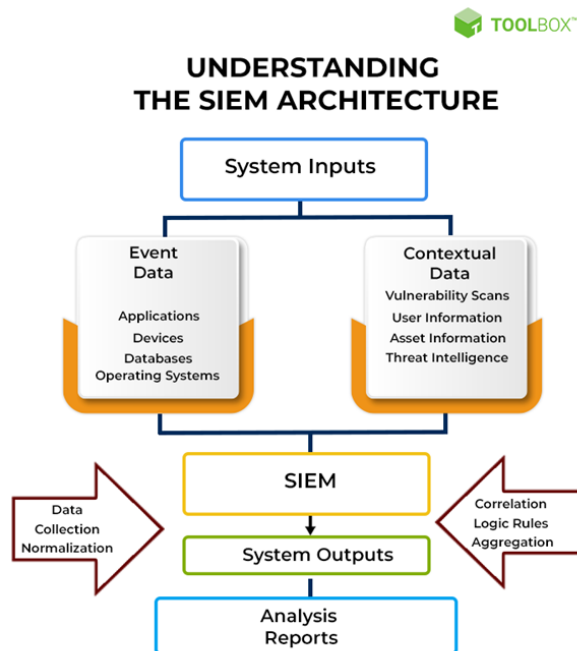 TOOLBOX™
UNDERSTANDING
THE SIEM ARCHITECTURE
System Inputs
Event
Data
Applications
Devices
Databases
Operating Systems
Contextual
Data
Vulnerability Scans
User Information
Asset Information
Threat Intelligence
SIEM
Data
Collection
Normalization
Correlation
Logic Rules
Aggregation
System Outputs
Analysis
Reports